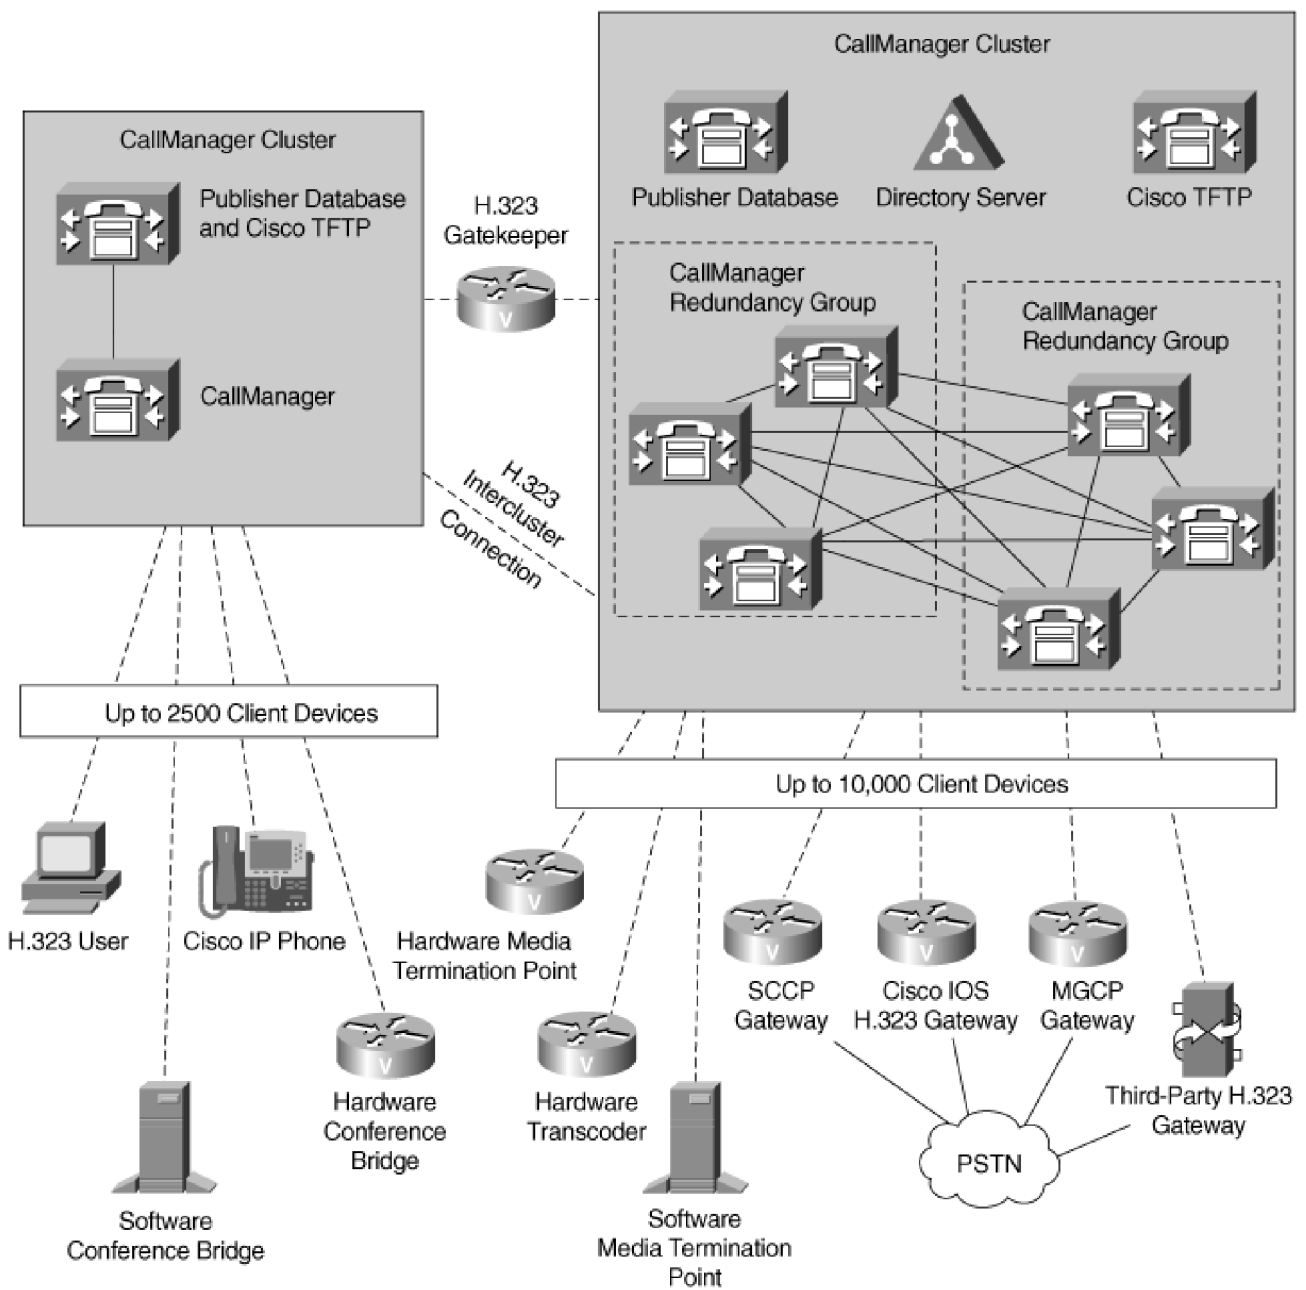 CallManager Cluster
Publisher Database
Directory Server
Cisco TFTP
CallManager
Redundancy Group
CallManager
Redundancy Group
CallManager Cluster
Publisher Database
and Cisco TFTP
CallManager
H.323
Gatekeeper
V
H.323
Intercluster
Connection
Up to 2500 Client Devices
Up to 10,000 Client Devices
H.323 User
Cisco IP Phone
V
Hardware Media
Termination Point
V
SCCP
Gateway
V
Cisco IOS
H.323 Gateway
V
MGCP
Gateway
Third-Party H.323
Gateway
V
Hardware
Conference
Bridge
V
Hardware
Transcoder
PSTN
Software
Conference Bridge
Software
Media Termination
Point